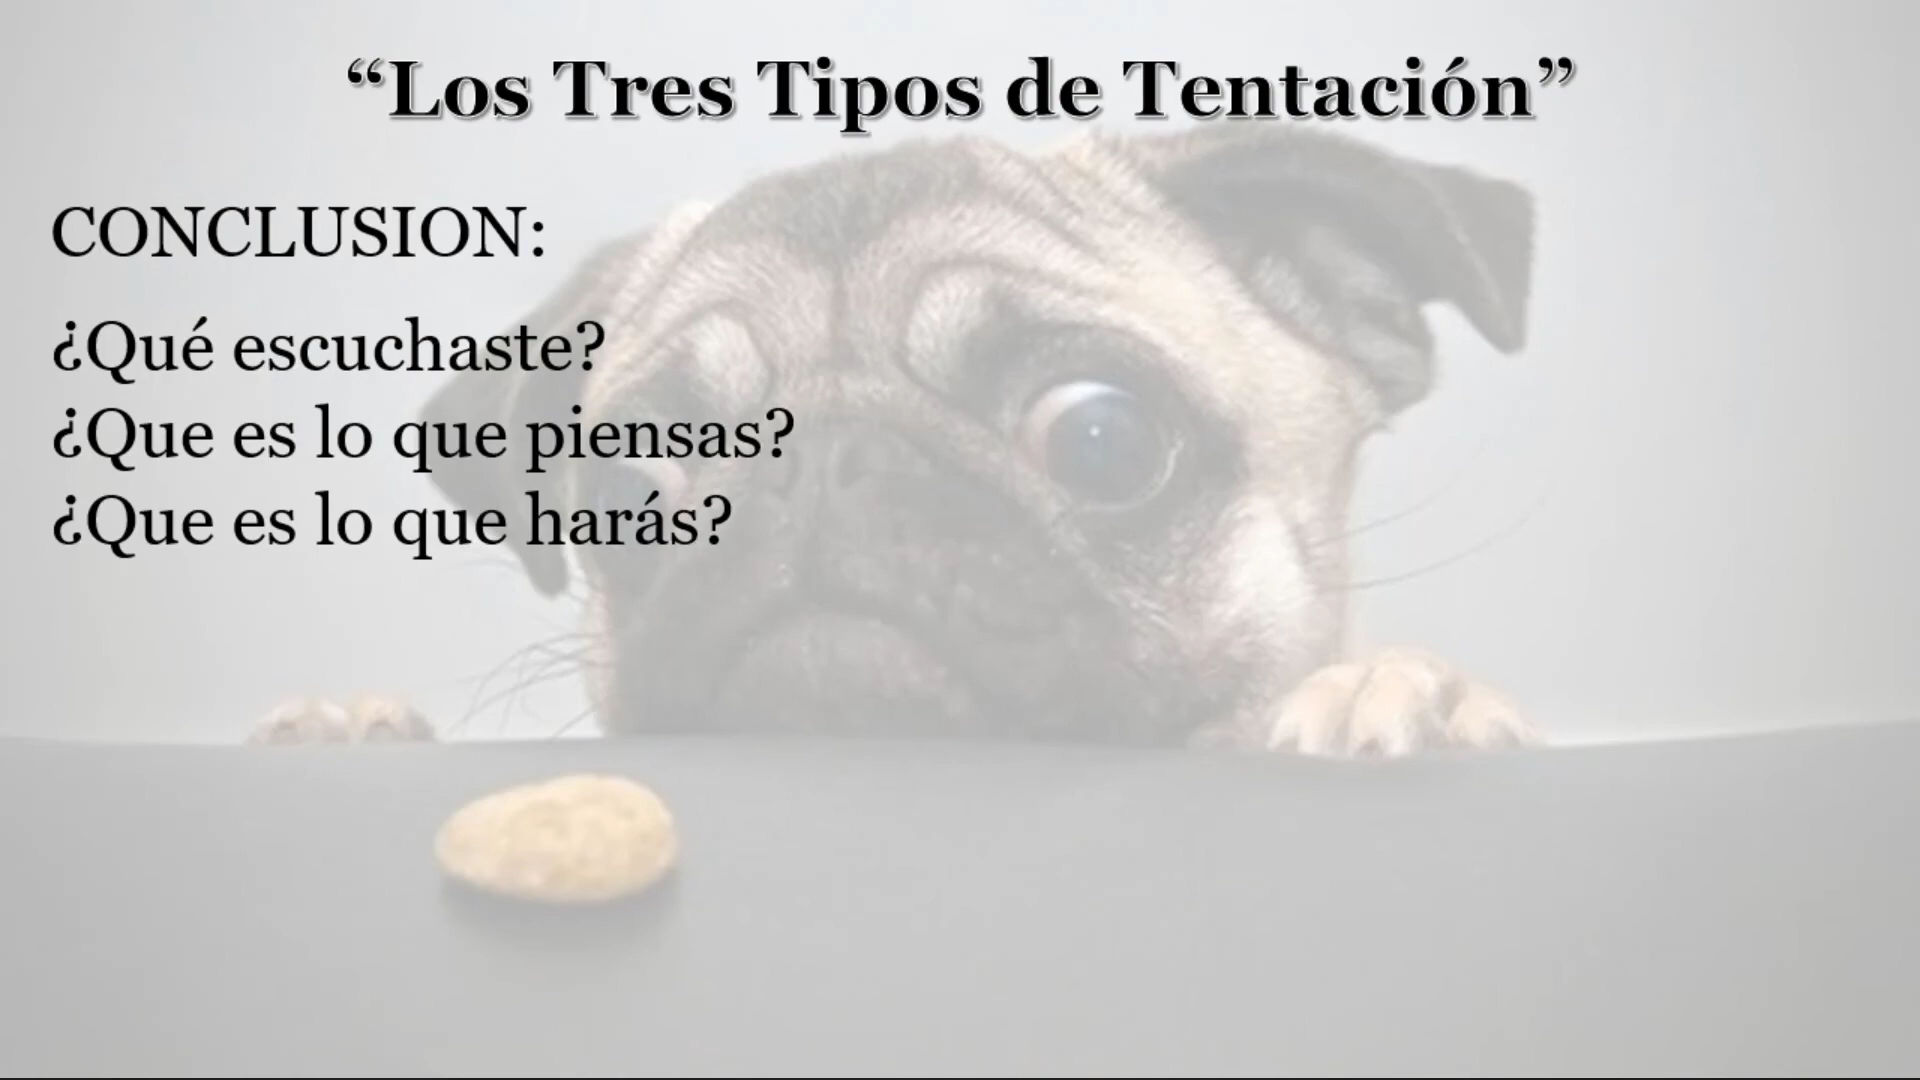 “Los Tres Tipos de Tentación”
CONCLUSION:
¿Qué escuchaste?
¿Que es lo que piensas?
¿Que es lo que harás?